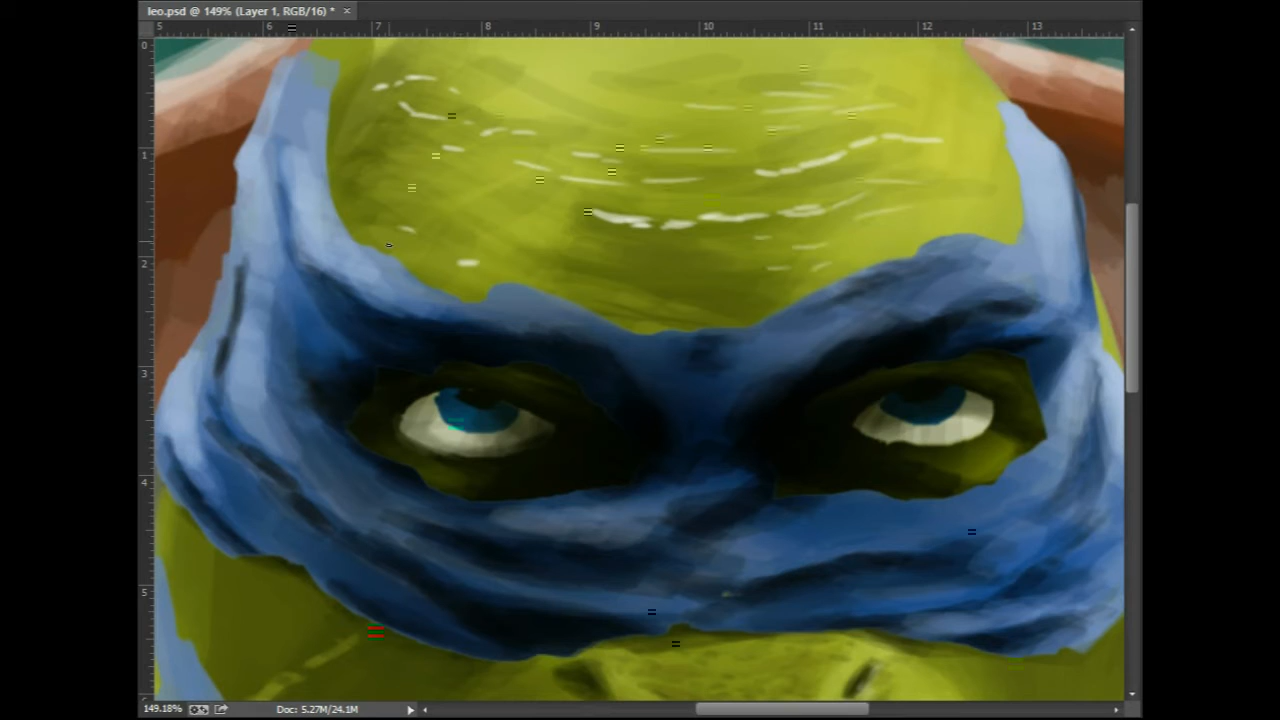 leo.psd @ 149% (Layer 1, RGB/16) * ×
5 6 7 8 9 10 11 12 13
0
1
2
3
4
5
149.18% Doc: 5.27M/24.1M